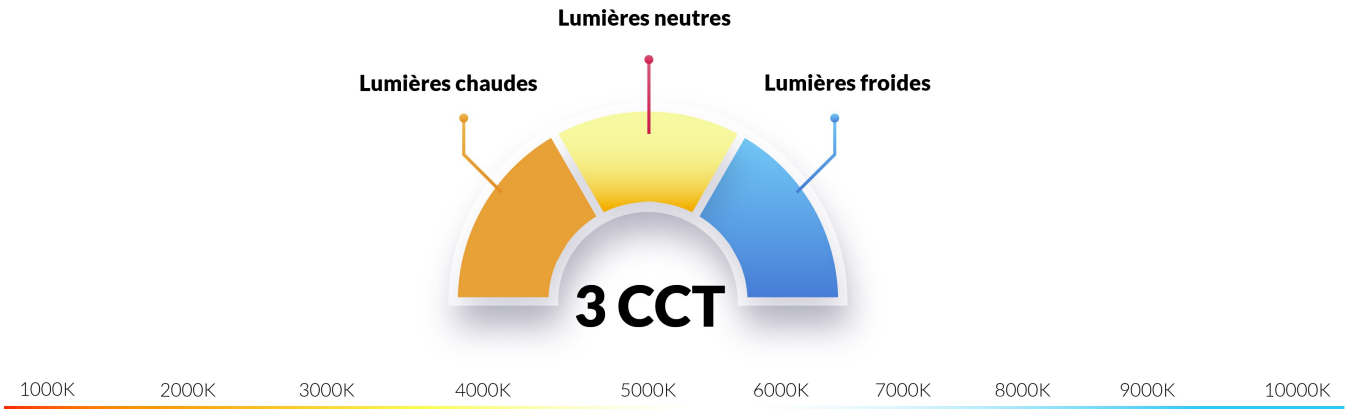 Lumières neutres
Lumières chaudes
Lumières froides
3 CCT
1000K 2000K 3000K 4000K 5000K 6000K 7000K 8000K 9000K 10000K